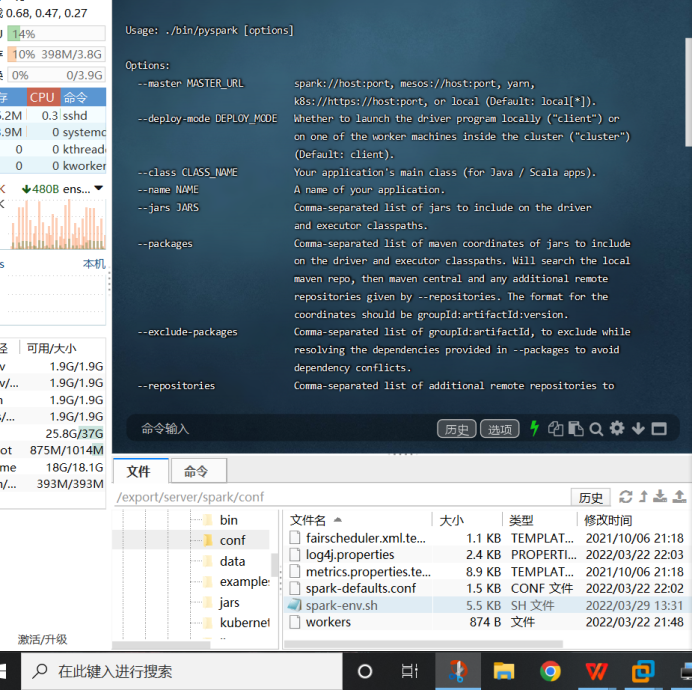 0.68, 0.47, 0.27
14%
10% 398M/3.8G
0% 0/3.9G
存 CPU 命令
5.2M 0.3 sshd
3.9M 0 systemd
0 0 kthreade
0 0 kworker
480B ens...
本机
可用/大小
1.9G/1.9G
1.9G/1.9G
1.9G/1.9G
1.9G/1.9G
25.8G/37G
875M/1014M
18G/18.1G
393M/393M
激活/升级
Usage: ./bin/pyspark [options]
Options:
--master MASTER_URL spark://host:port, mesos://host:port, yarn,
k8s://https://host:port, or local (Default: local[*]).
--deploy-mode DEPLOY_MODE Whether to launch the driver program locally ("client") or
on one of the worker machines inside the cluster ("cluster")
(Default: client).
--class CLASS_NAME Your application's main class (for Java / Scala apps).
--name NAME A name of your application.
--jars JARS Comma-separated list of jars to include on the driver
and executor classpaths.
--packages Comma-separated list of maven coordinates of jars to include
on the driver and executor classpaths. Will search the local
maven repo, then maven central and any additional remote
repositories given by --repositories. The format for the
coordinates should be groupId:artifactId:version.
--exclude-packages Comma-separated list of groupId:artifactId, to exclude while
resolving the dependencies provided in --packages to avoid
dependency conflicts.
--repositories Comma-separated list of additional remote repositories to
命令输入 历史 选项
文件 命令
/export/server/spark/conf 历史
bin
conf
data
examples
jars
kubernet
文件名 大小 类型 修改时间
fairscheduler.xml.te... 1.1 KB TEMPLAT... 2021/10/06 21:18
log4j.properties 2.4 KB PROPERTI... 2022/03/22 22:03
metrics.properties.te... 8.9 KB TEMPLAT... 2021/10/06 21:18
spark-defaults.conf 1.5 KB CONF 文件 2022/03/22 22:02
spark-env.sh 5.5 KB SH 文件 2022/03/29 13:31
workers 874 B 文件 2022/03/22 21:48
在此键入进行搜索